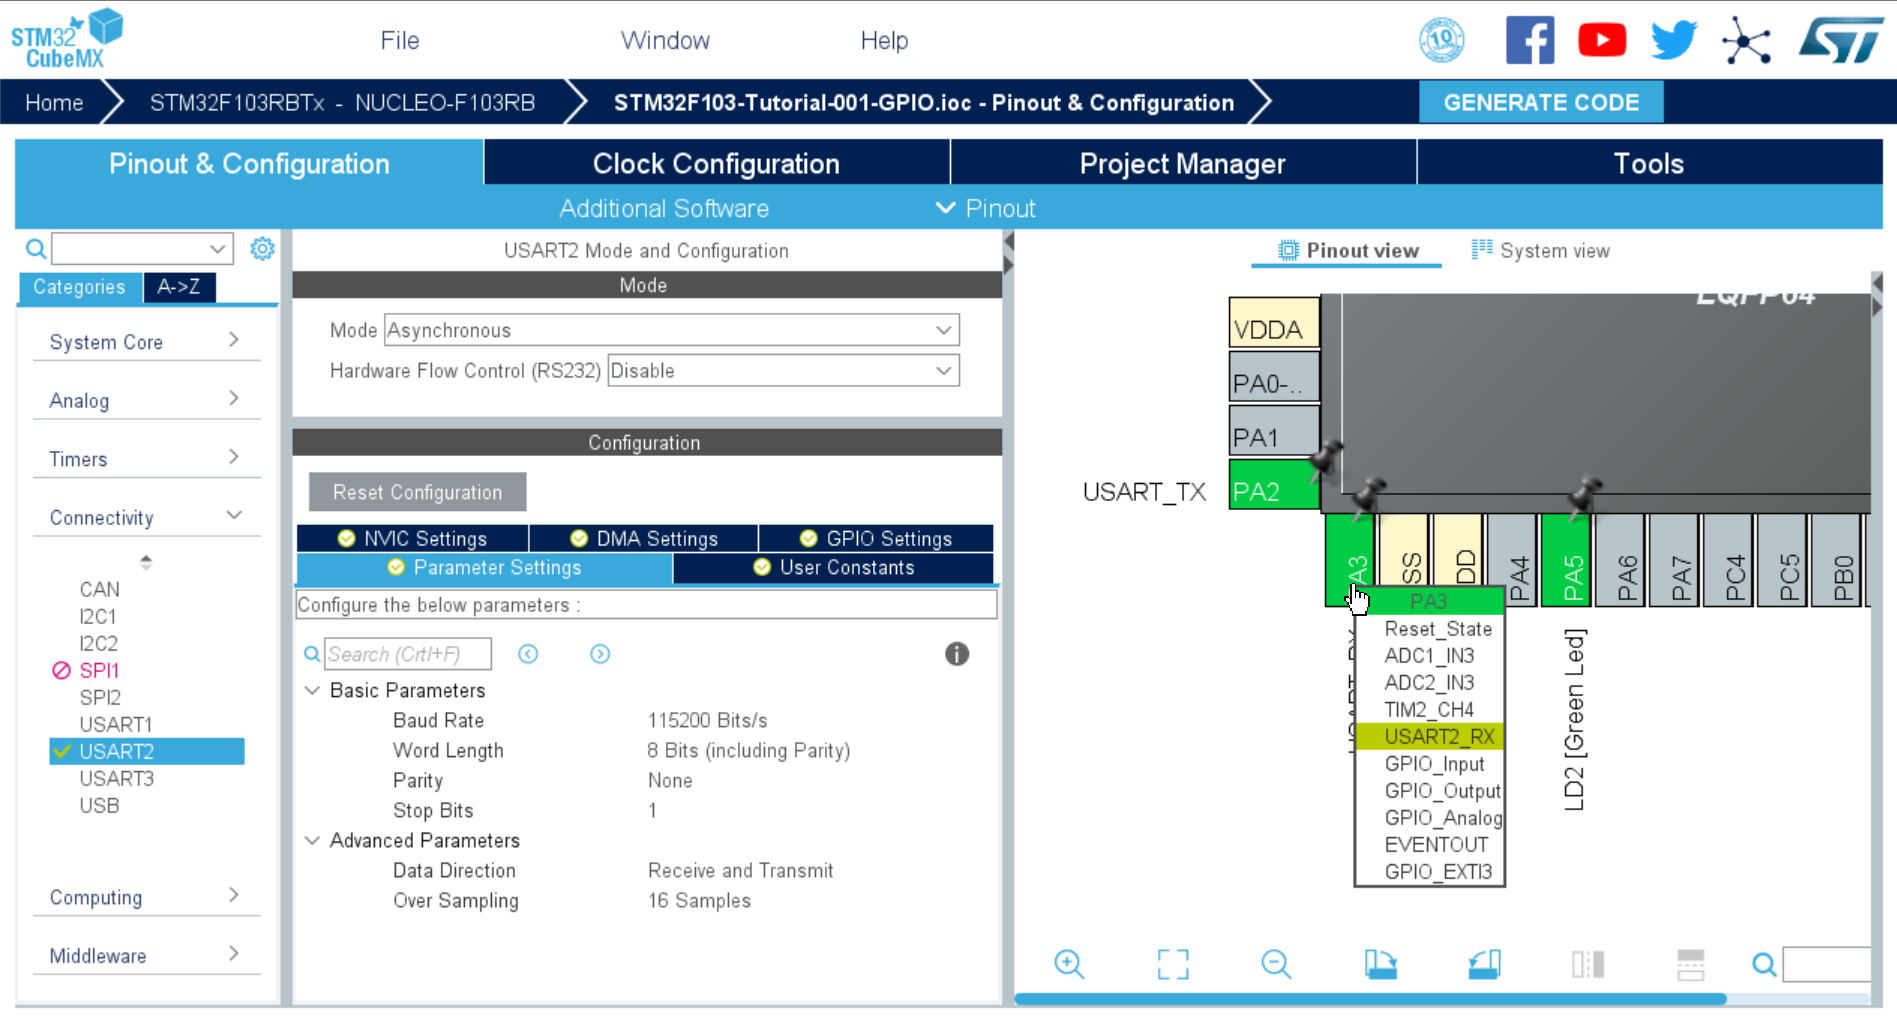 STM32
CubeMX
File
Window
Help
10
ST
Home
STM32F103RBTx - NUCLEO-F103RB
STM32F103-Tutorial-001-GPIO.ioc - Pinout & Configuration
GENERATE CODE
Pinout & Configuration
Clock Configuration
Project Manager
Tools
Additional Software
Pinout
Categories
A->Z
System Core
Analog
Timers
Connectivity
CAN
I2C1
I2C2
SPI1
SPI2
USART1
USART2
USART3
USB
Computing
Middleware
USART2 Mode and Configuration
Mode
Mode Asynchronous
Hardware Flow Control (RS232) Disable
Configuration
Reset Configuration
NVIC Settings
DMA Settings
GPIO Settings
Parameter Settings
User Constants
Configure the below parameters :
Search (Crtl+F)
Basic Parameters
Baud Rate 115200 Bits/s
Word Length 8 Bits (including Parity)
Parity None
Stop Bits 1
Advanced Parameters
Data Direction Receive and Transmit
Over Sampling 16 Samples
Pinout view
System view
LQFP64
VDDA
PA0-..
PA1
USART_TX
PA2
SS
DD
PA4
PA5
PA6
PA7
PC4
PC5
PB0
LD2 [Green Led]
PA3
Reset_State
ADC1_IN3
ADC2_IN3
TIM2_CH4
USART2_RX
GPIO_Input
GPIO_Output
GPIO_Analog
EVENTOUT
GPIO_EXTI3